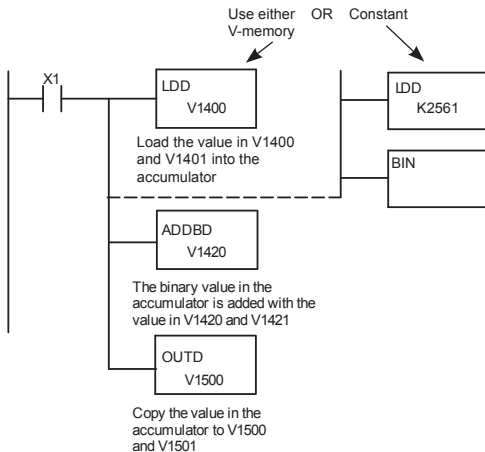 Use either OR Constant
V-memory
X1
LDD
V1400
LDD
K2561
Load the value in V1400
and V1401 into the
accumulator
BIN
ADDBD
V1420
The binary value in the
accumulator is added with the
value in V1420 and V1421
OUTD
V1500
Copy the value in the
accumulator to V1500
and V1501